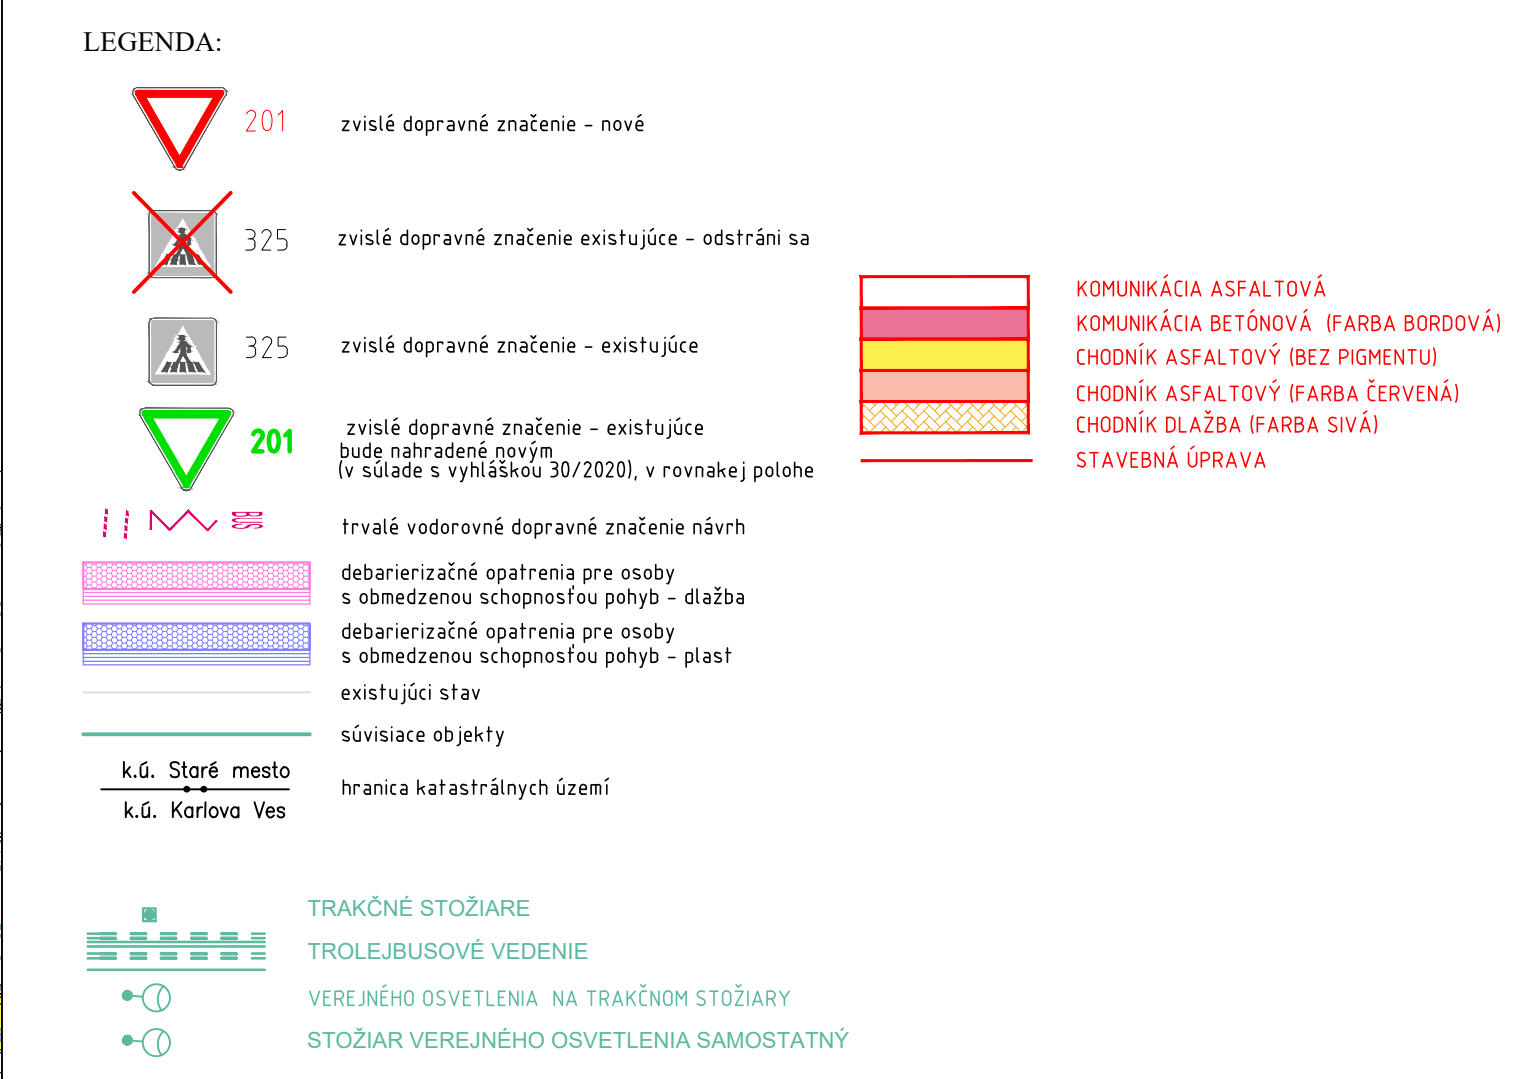 LEGENDA:
201
zvislé dopravné značenie - nové
325
zvislé dopravné značenie existujúce - odstráni sa
325
zvislé dopravné značenie - existujúce
201
zvislé dopravné značenie - existujúce
bude nahradené novým
(v súlade s vyhláškou 30/2020), v rovnakej polohe
BUS
trvalé vodorovné dopravné značenie návrh
debarierizačné opatrenia pre osoby
s obmedzenou schopnosťou pohyb - dlažba
debarierizačné opatrenia pre osoby
s obmedzenou schopnosťou pohyb - plast
existujúci stav
súvisiace objekty
k.ú. Staré mesto
k.ú. Karlova Ves
hranica katastrálnych území
KOMUNIKÁCIA ASFALTOVÁ
KOMUNIKÁCIA BETÓNOVÁ (FARBA BORDOVÁ)
CHODNÍK ASFALTOVÝ (BEZ PIGMENTU)
CHODNÍK ASFALTOVÝ (FARBA ČERVENÁ)
CHODNÍK DLAŽBA (FARBA SIVÁ)
STAVEBNÁ ÚPRAVA
TRAKČNÉ STOŽIARE
TROLEJBUSOVÉ VEDENIE
VEREJNÉHO OSVETLENIA NA TRAKČNOM STOŽIARY
STOŽIAR VEREJNÉHO OSVETLENIA SAMOSTATNÝ